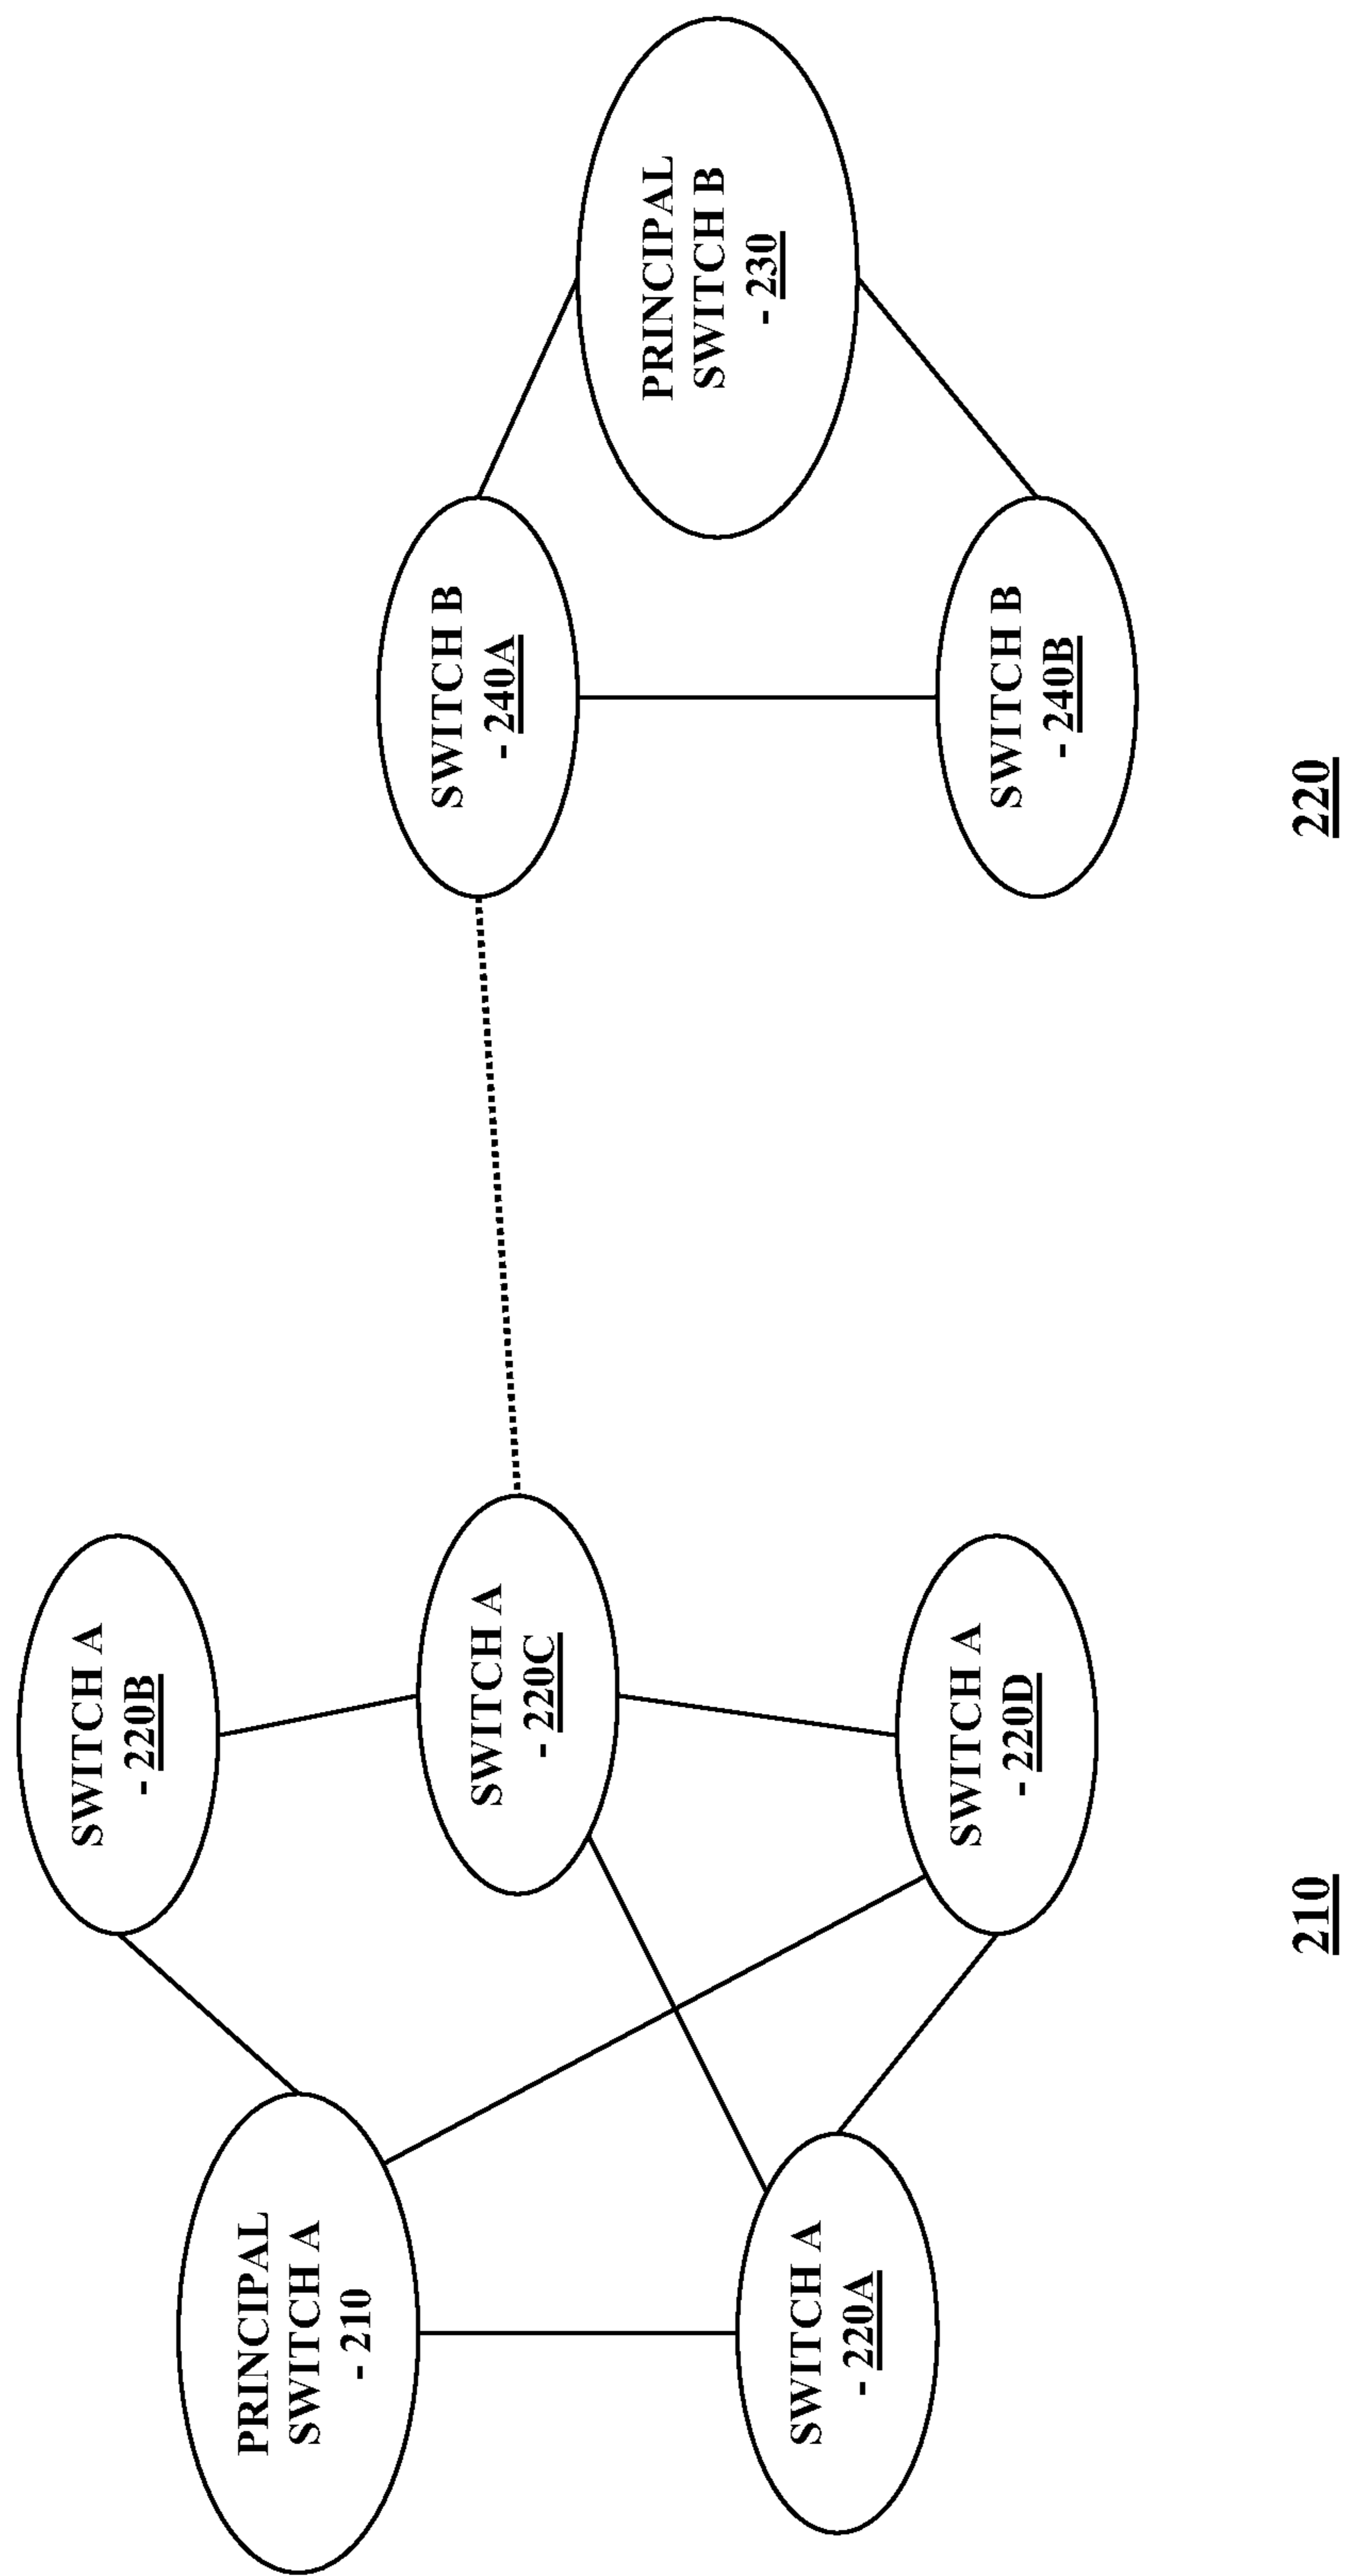 PRINCIPAL
SWITCH A
- 210
SWITCH A
- 220B
SWITCH A
- 220C
SWITCH A
- 220A
SWITCH A
- 220D
SWITCH B
- 240A
PRINCIPAL
SWITCH B
- 230
SWITCH B
- 240B
210
220